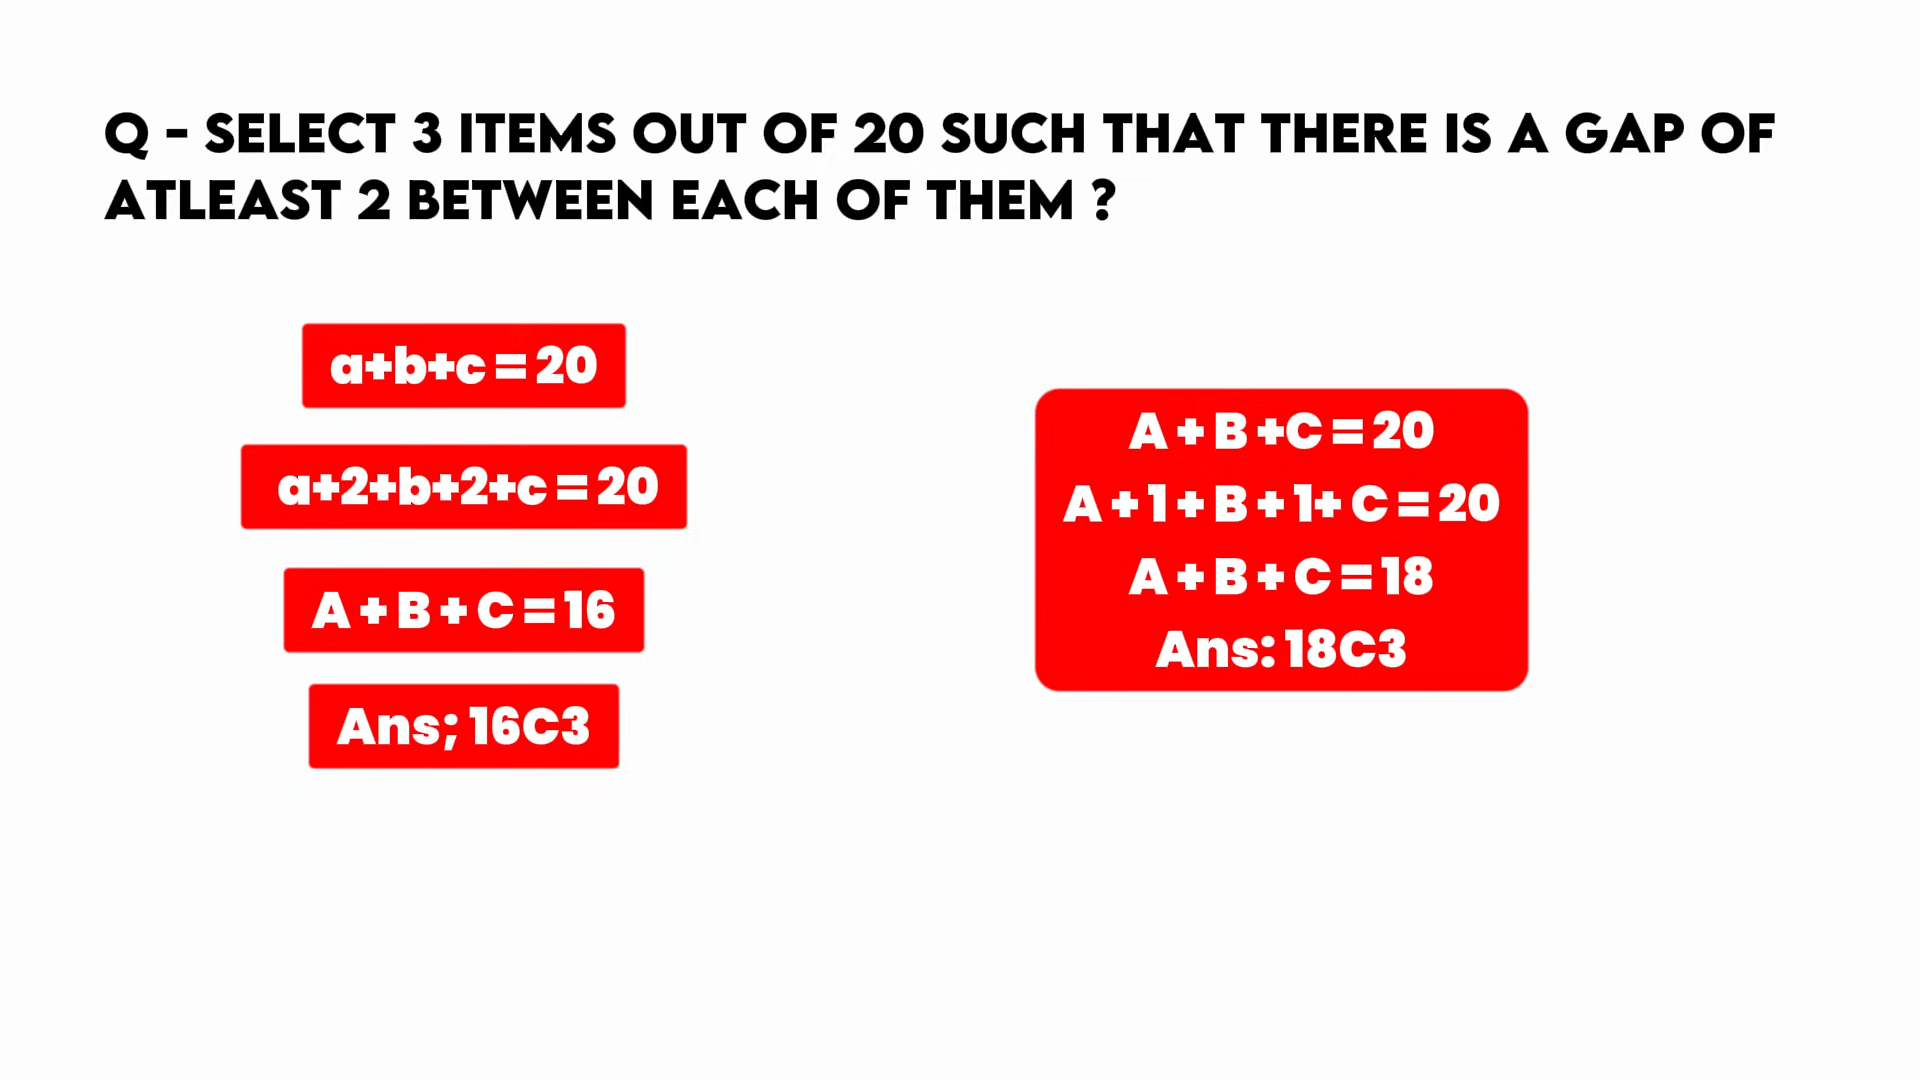 Q - SELECT 3 ITEMS OUT OF 20 SUCH THAT THERE IS A GAP OF
ATLEAST 2 BETWEEN EACH OF THEM ?
a+b+c = 20
a+2+b+2+c = 20
A + B + C = 16
Ans; 16C3
A + B +C = 20
A + 1 + B + 1+ C = 20
A + B + C = 18
Ans: 18C3